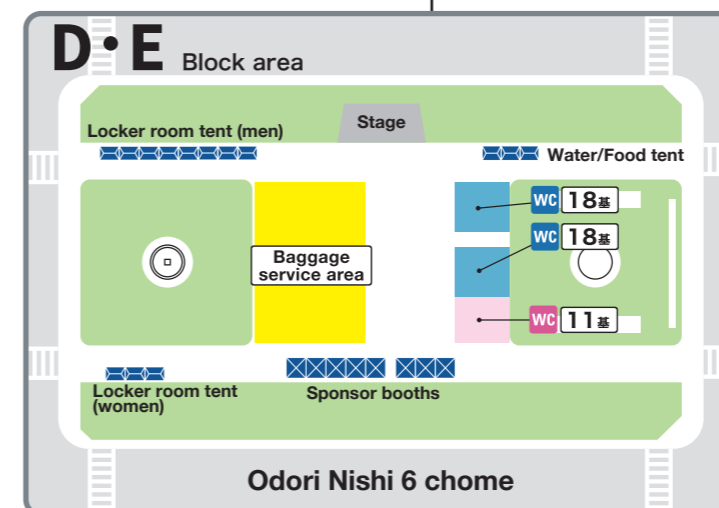 D・E Block area
Stage
Locker room tent (men)
Water/Food tent
WC 18基
WC 18基
Baggage
service area
WC 11基
Locker room tent
(women)
Sponsor booths
Odori Nishi 6 chome